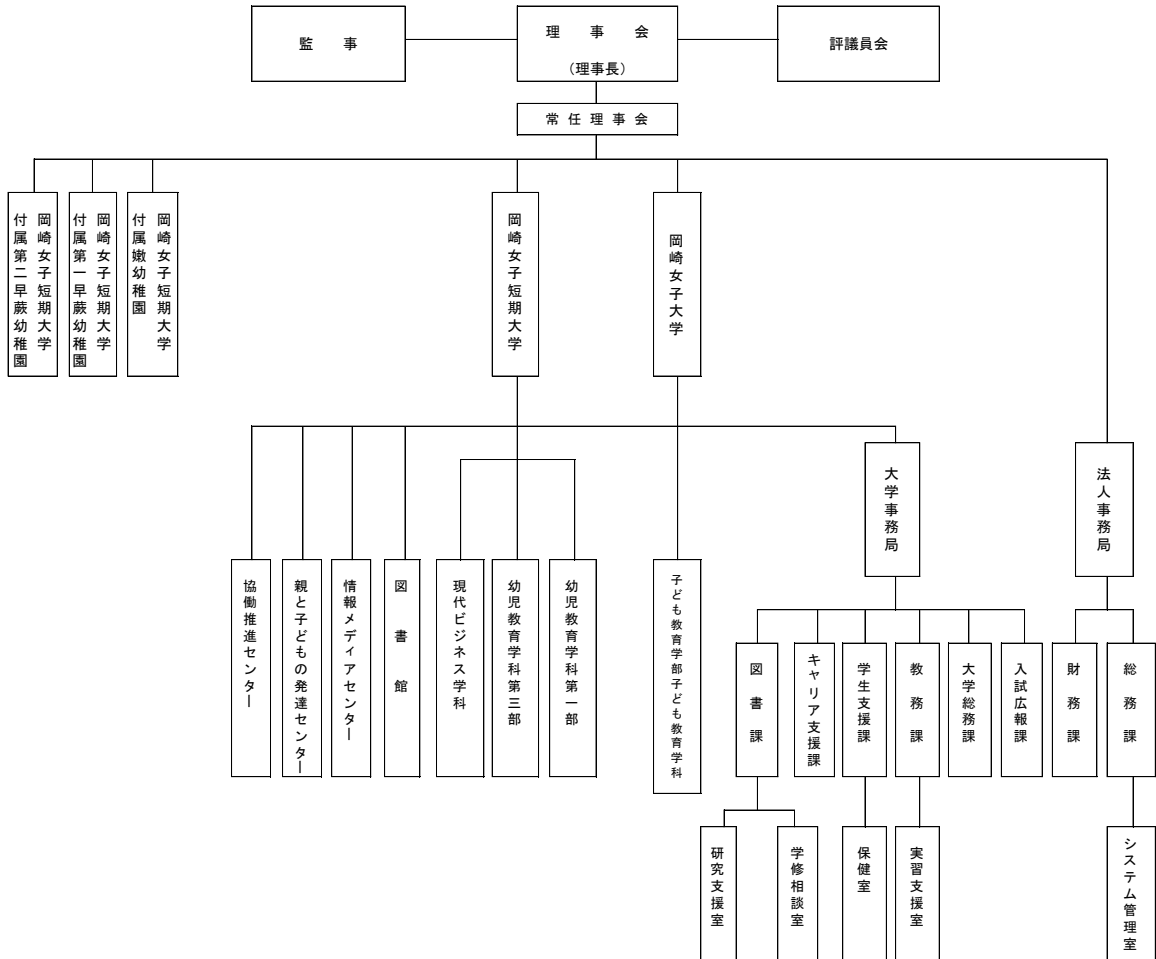 監　事
理　事　会
（理事長）
評議員会
常 任 理 事 会
岡崎女子短期大学
付属第二早蕨幼稚園
岡崎女子短期大学
付属第一早蕨幼稚園
岡崎女子短期大学
付属嫩幼稚園
岡崎女子短期大学
岡崎女子大学
大学事務局
法人事務局
協働推進センター
親と子どもの発達センター
情報メディアセンター
図　書　館
現代ビジネス学科
幼児教育学科第三部
幼児教育学科第一部
子ども教育学部子ども教育学科
図　書　課
キャリア支援課
学生支援課
教　務　課
大学総務課
入試広報課
財　務　課
総　務　課
研究支援室
学修相談室
保健室
実習支援室
システム管理室